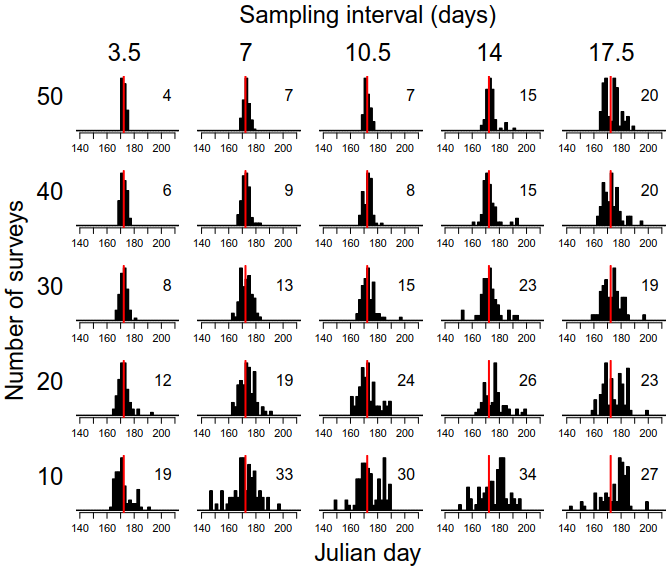 Sampling interval (days)
3.5 7 10.5 14 17.5
Number of surveys
50 4 7 7 15 20
140 160 180 200 140 160 180 200 140 160 180 200 140 160 180 200 140 160 180 200
40 6 9 8 15 20
140 160 180 200 140 160 180 200 140 160 180 200 140 160 180 200 140 160 180 200
30 8 13 15 23 19
140 160 180 200 140 160 180 200 140 160 180 200 140 160 180 200 140 160 180 200
20 12 19 24 26 23
140 160 180 200 140 160 180 200 140 160 180 200 140 160 180 200 140 160 180 200
10 19 33 30 34 27
140 160 180 200 140 160 180 200 140 160 180 200 140 160 180 200 140 160 180 200
Julian day